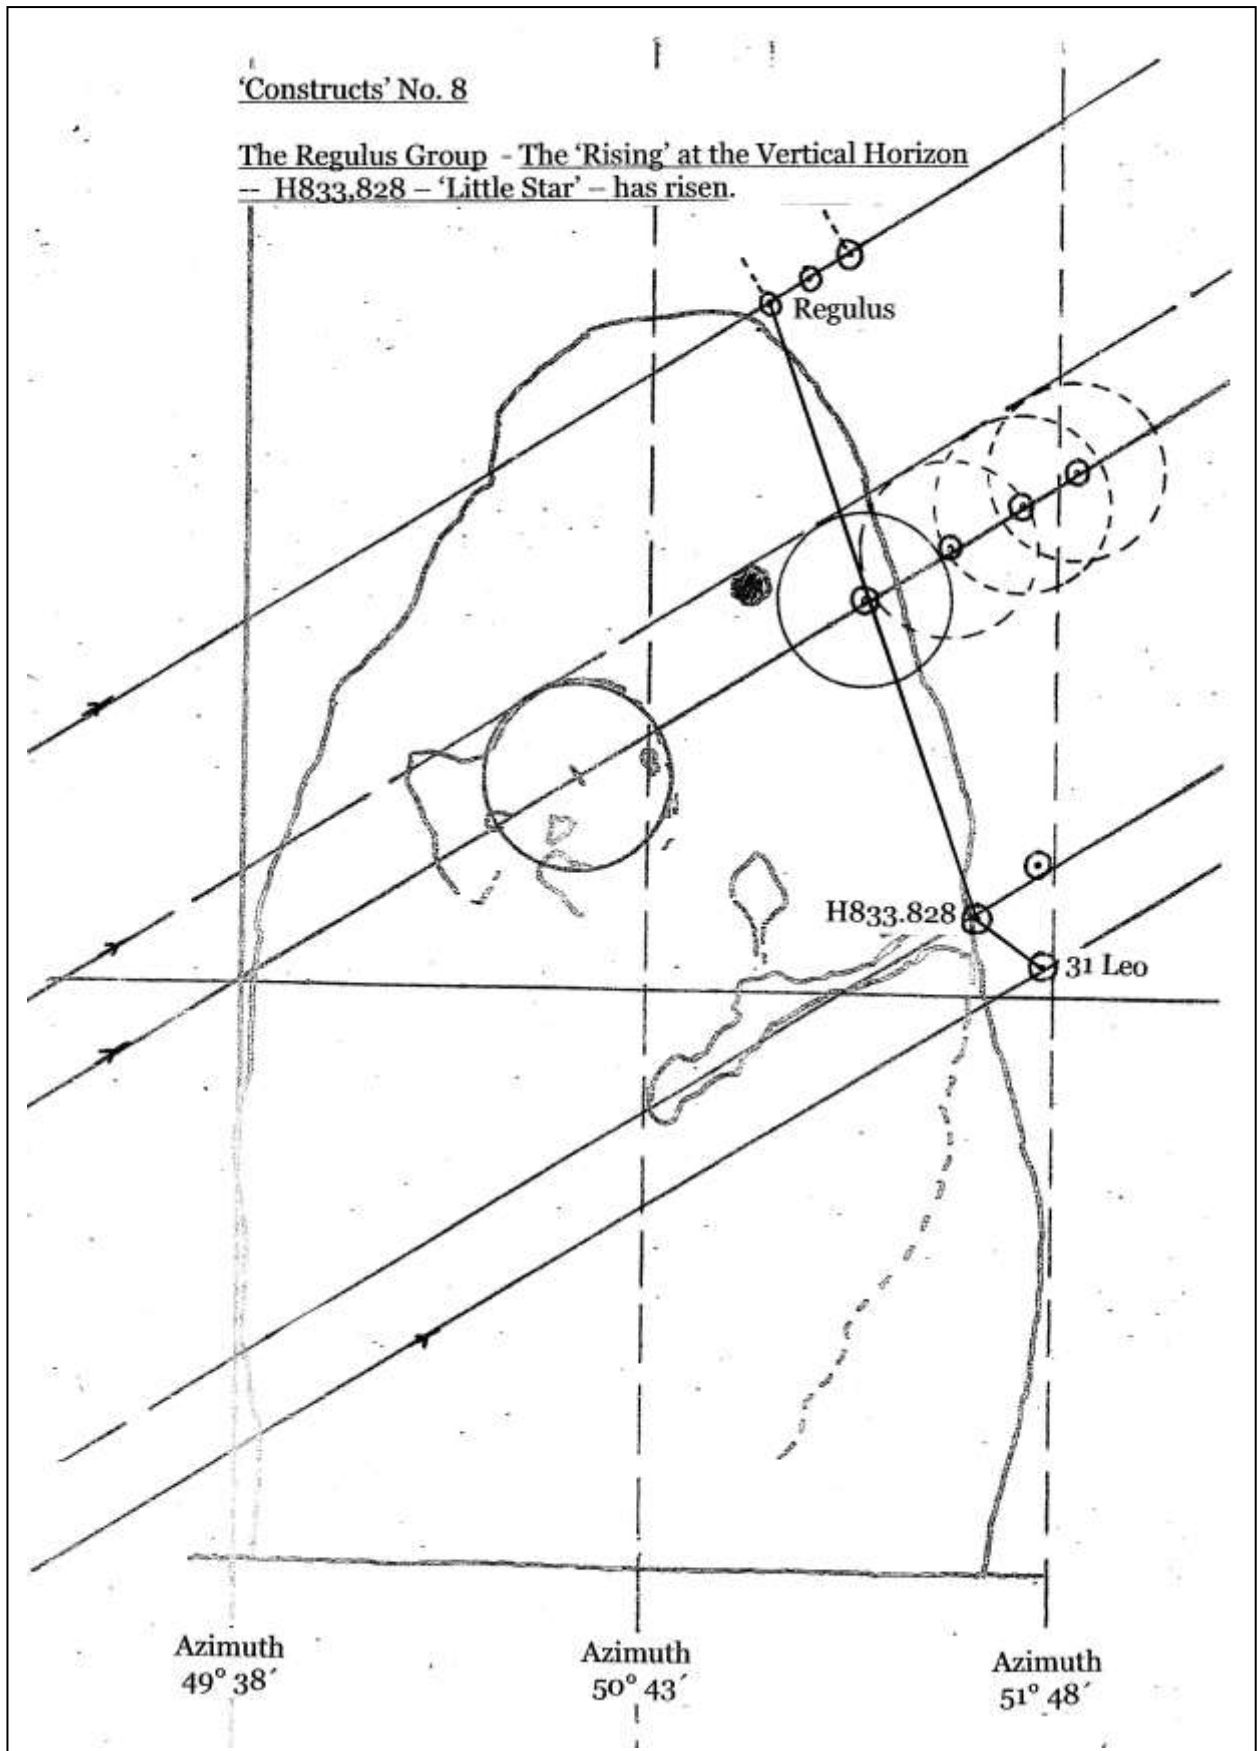 ‘Constructs’ No. 8
The Regulus Group - The ‘Rising’ at the Vertical Horizon
-- H833,828 – ‘Little Star’ – has risen.
Regulus
H833.828
31 Leo
Azimuth
49° 38´
Azimuth
50° 43´
Azimuth
51° 48´